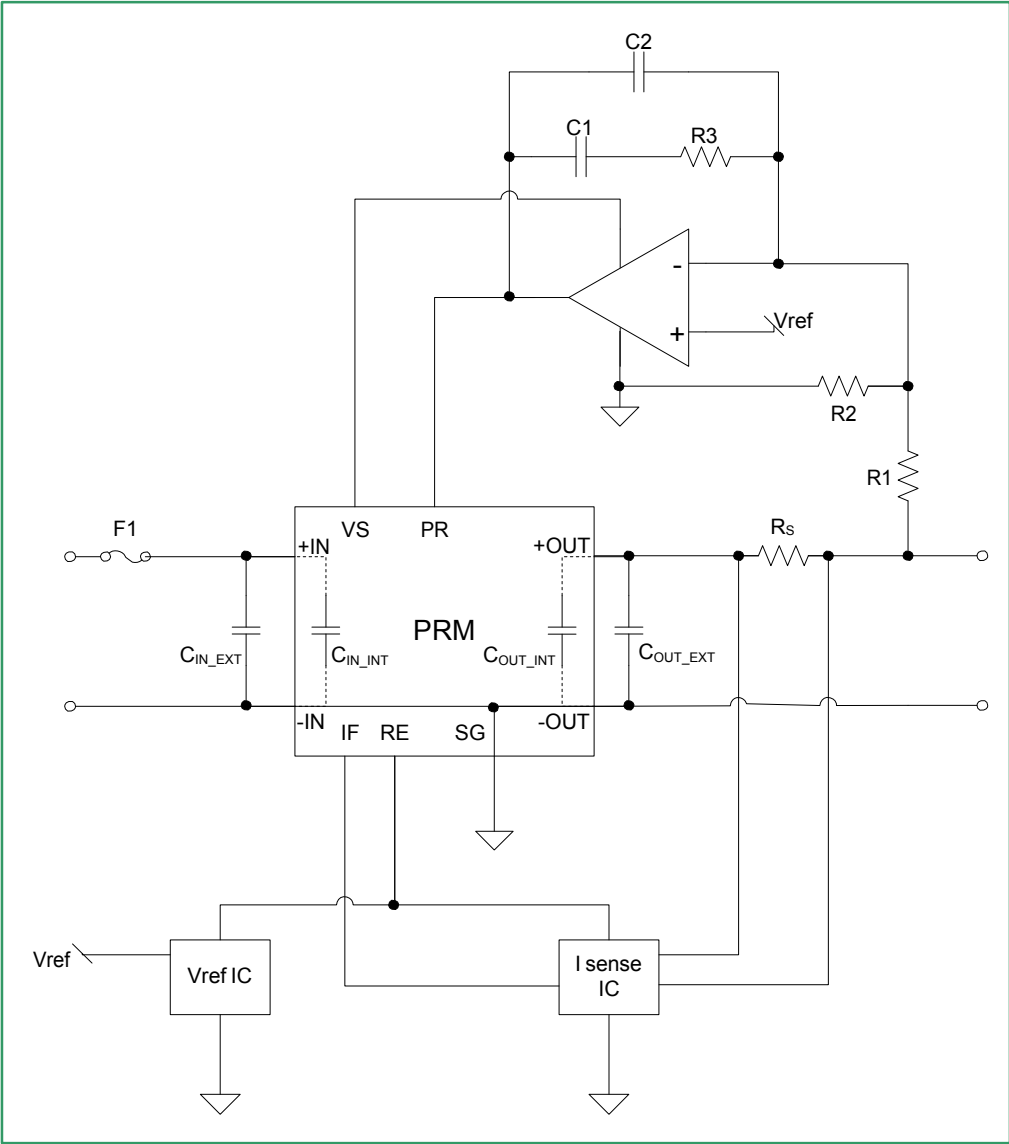 C2
C1
R3
-
+
Vref
R2
R1
F1
VS
PR
RS
+IN
+OUT
PRM
CIN_EXT
CIN_INT
COUT_INT
COUT_EXT
-IN
-OUT
IF
RE
SG
Vref
Vref IC
I sense
IC